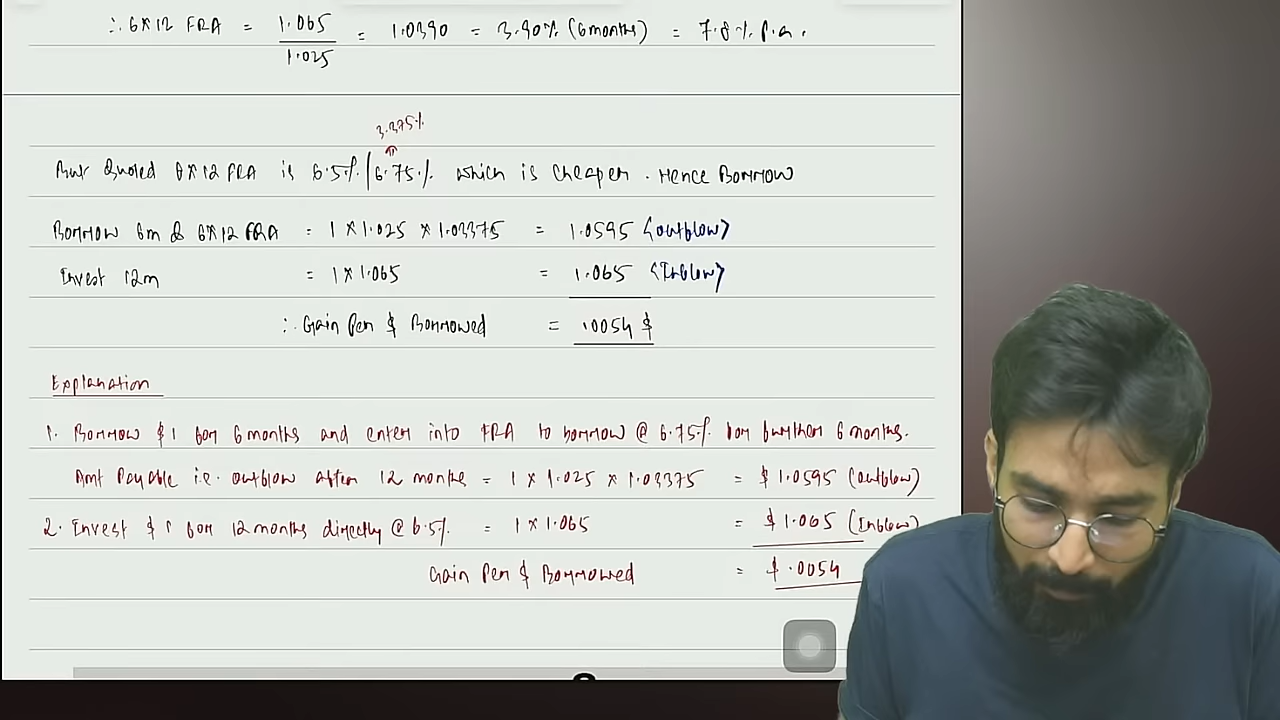 ∴ 6*12 FRA = 1.065 / 1.025 = 1.0390 = 3.90% (6months) = 7.8% p.a.
3.375%
But Quoted 6*12 FRA is 6.5% | 6.75% which is cheaper. Hence Borrow
Borrow 6m & 6*12 FRA = 1 * 1.025 * 1.03375 = 1.0595 (outflow)
Invest 12m = 1 * 1.065 = 1.065 (Inflow)
∴ Gain Per $ Borrowed = .0054 $
Explanation
1. Borrow $1 for 6 months and enter into FRA to borrow @ 6.75% for further 6 months.
Amt Payable i.e. outflow after 12 months = 1 * 1.025 * 1.03375 = $1.0595 (outflow)
2. Invest $1 for 12 months directly @ 6.5% = 1 * 1.065 = $1.065 (Inflow)
Gain Per $ Borrowed = $.0054